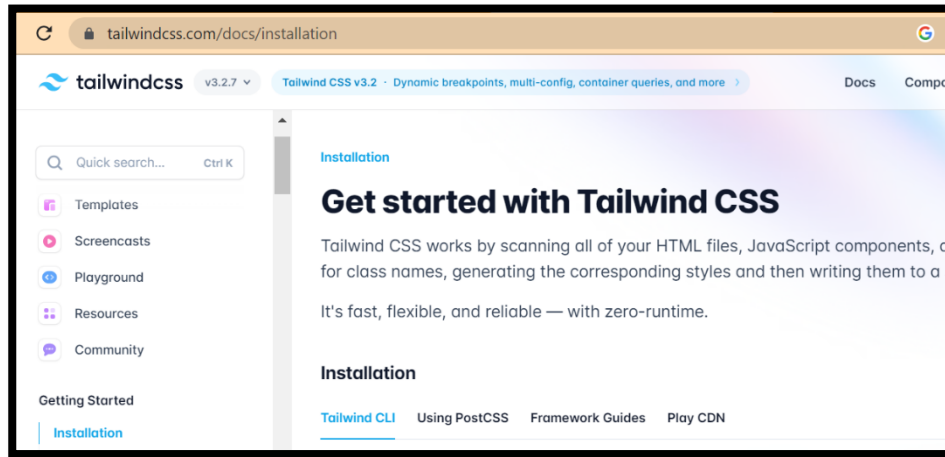 tailwindcss.com/docs/installation
tailwindcss v3.2.7 Tailwind CSS v3.2 · Dynamic breakpoints, multi-config, container queries, and more Docs
Quick search... Ctrl K
Templates
Screencasts
Playground
Resources
Community
Getting Started
Installation
Installation
Get started with Tailwind CSS
Tailwind CSS works by scanning all of your HTML files, JavaScript components,
for class names, generating the corresponding styles and then writing them to a
It's fast, flexible, and reliable — with zero-runtime.
Installation
Tailwind CLI Using PostCSS Framework Guides Play CDN